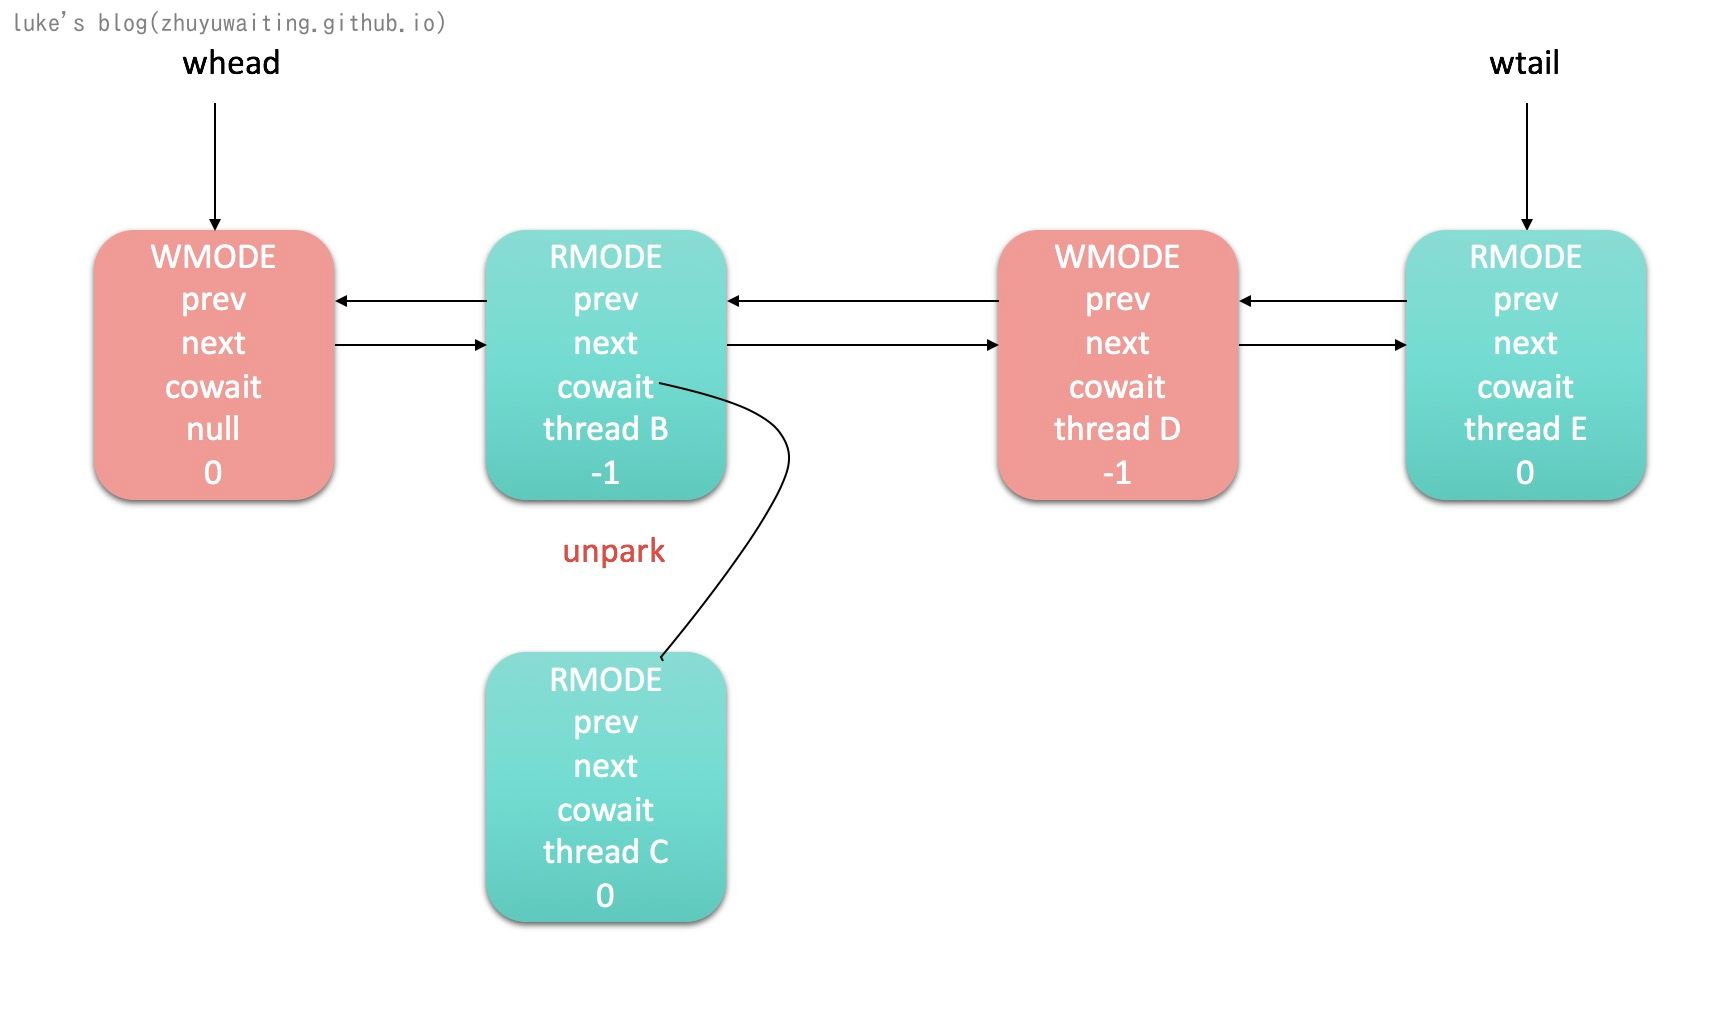 luke's blog(zhuyuwaiting.github.io)
whead
wtail
WMODE
prev
next
cowait
null
0
RMODE
prev
next
cowait
thread B
-1
WMODE
prev
next
cowait
thread D
-1
RMODE
prev
next
cowait
thread E
0
unpark
RMODE
prev
next
cowait
thread C
0